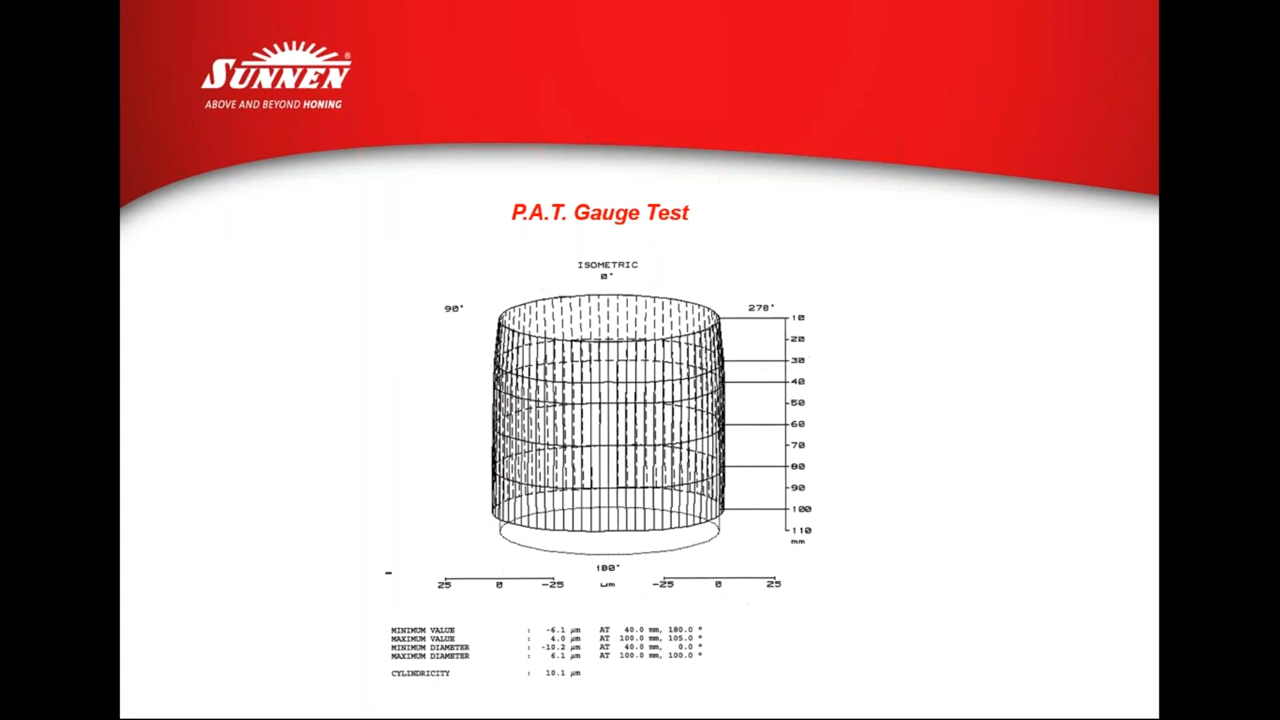 SUNNEN®
ABOVE AND BEYOND HONING
P.A.T. Gauge Test
ISOMETRIC
0°
90°
270°
10
20
30
40
50
60
70
80
90
100
110
mm
180°
25 0 -25 um -25 0 25
MINIMUM VALUE : -6.1 µm AT 40.0 mm, 180.0 °
MAXIMUM VALUE : 4.0 µm AT 100.0 mm, 105.0 °
MINIMUM DIAMETER : -10.2 µm AT 40.0 mm, 0.0 °
MAXIMUM DIAMETER : 6.1 µm AT 100.0 mm, 100.0 °
CYLINDRICITY : 10.1 µm